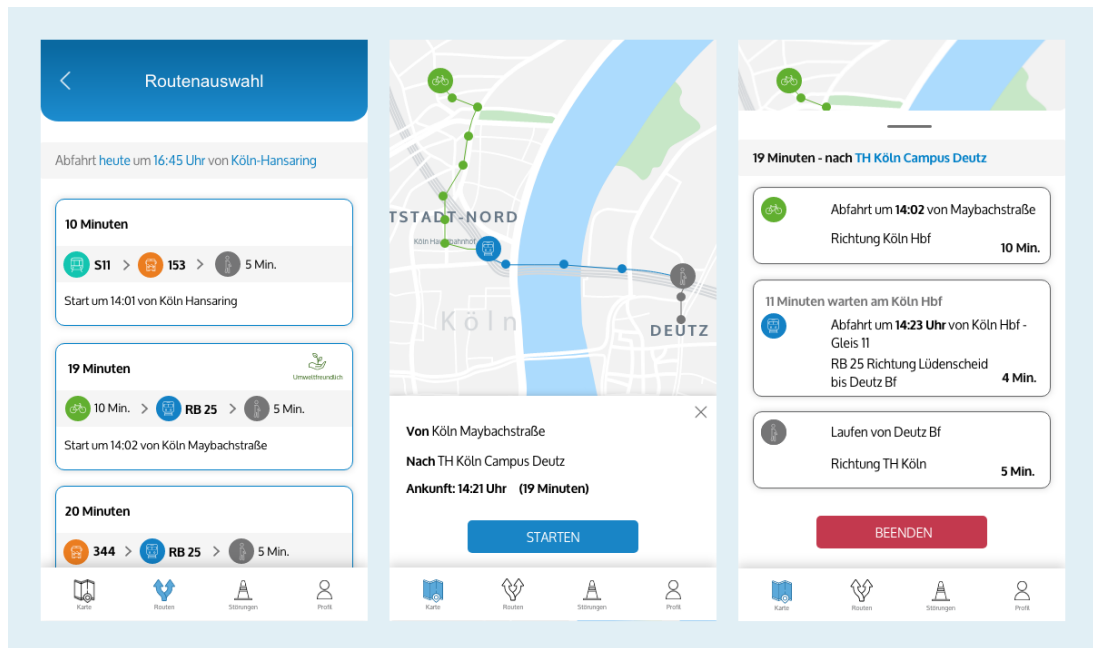 Routenauswahl
Abfahrt heute um 16:45 Uhr von Köln-Hansaring
10 Minuten
S11 > 153 > 5 Min.
Start um 14:01 von Köln Hansaring
19 Minuten
Umweltfreundlich
10 Min. > RB 25 > 5 Min.
Start um 14:02 von Köln Maybachstraße
20 Minuten
344 > RB 25 > 5 Min.
Karte
Routen
Störungen
Profil
TSTADT-NORD
Köln Hauptbahnhof
Köln
DEUTZ
Von Köln Maybachstraße
Nach TH Köln Campus Deutz
Ankunft: 14:21 Uhr (19 Minuten)
STARTEN
Karte
Routen
Störungen
Profil
19 Minuten - nach TH Köln Campus Deutz
Abfahrt um 14:02 von Maybachstraße
Richtung Köln Hbf
10 Min.
11 Minuten warten am Köln Hbf
Abfahrt um 14:23 Uhr von Köln Hbf -
Gleis 11
RB 25 Richtung Lüdenscheid
bis Deutz Bf
4 Min.
Laufen von Deutz Bf
Richtung TH Köln
5 Min.
BEENDEN
Karte
Routen
Störungen
Profil